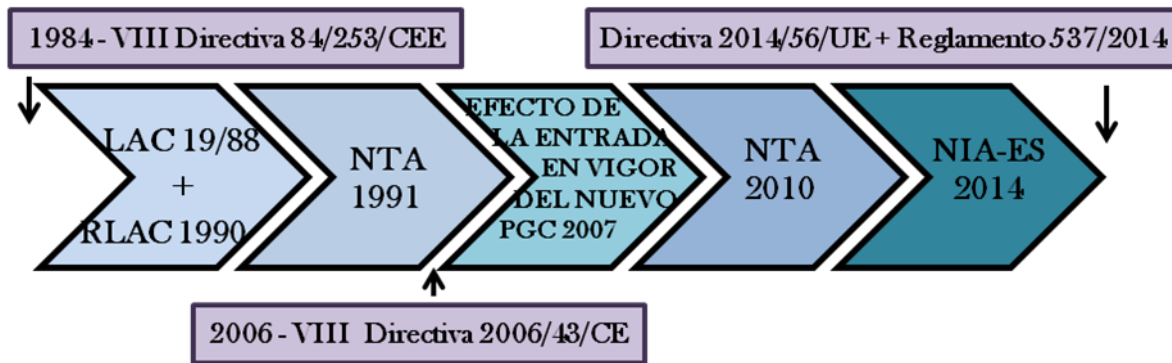 1984 - VIII Directiva 84/253/CEE
Directiva 2014/56/UE + Reglamento 537/2014
LAC 19/88
+
RLAC 1990
NTA
1991
EFECTO DE
LA ENTRADA
EN VIGOR
DEL NUEVO
PGC 2007
NTA
2010
NIA-ES
2014
2006 - VIII Directiva 2006/43/CE